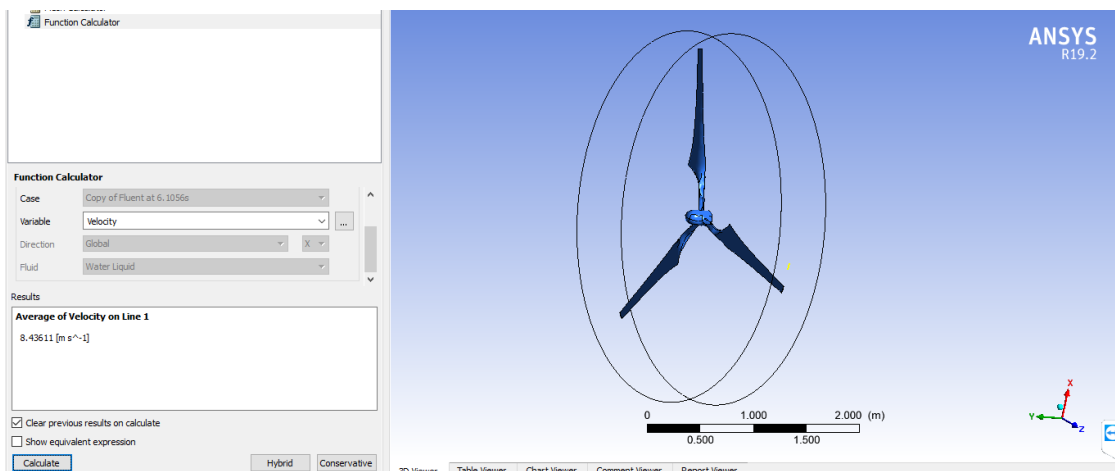 Function Calculator
ANSYS
R19.2
Function Calculator
Case Copy of Fluent at 6.1056s
Variable Velocity ...
Direction Global X
Fluid Water Liquid
Results
Average of Velocity on Line 1
8.43611 [m s^-1]
Clear previous results on calculate
Show equivalent expression
Calculate Hybrid Conservative
0 1.000 2.000 (m)
0.500 1.500
X
Y
Z
3D Viewer Table Viewer Chart Viewer Comment Viewer Report Viewer